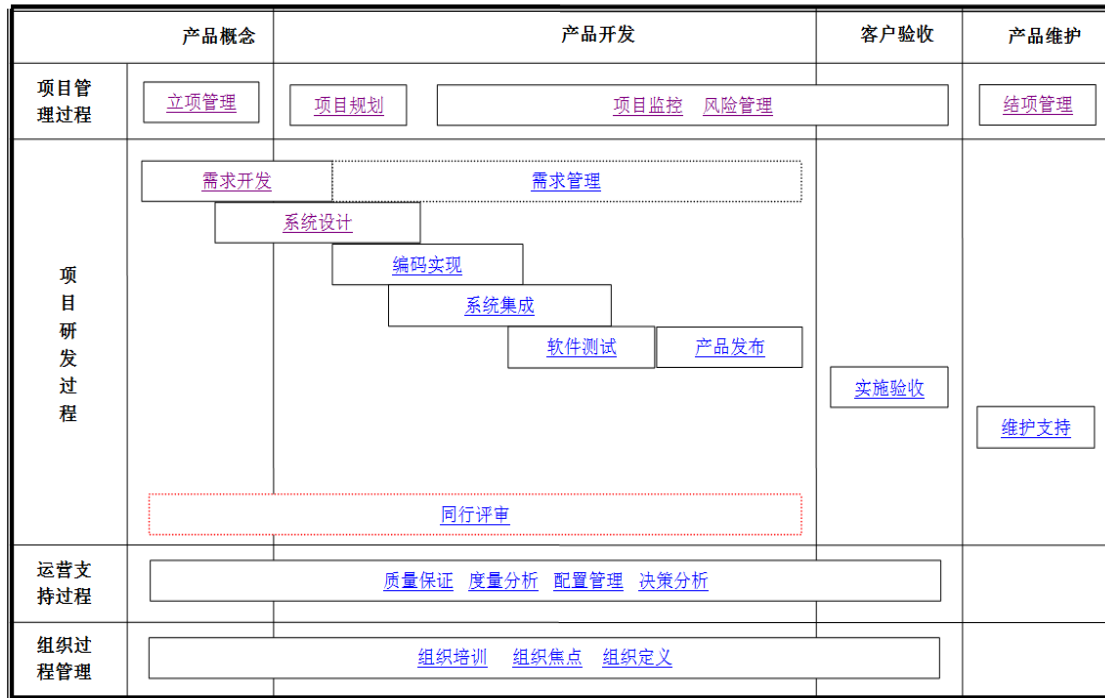 产品概念 产品开发 客户验收 产品维护
项目管
理过程
立项管理 项目规划 项目监控 风险管理 结项管理
项
目
研
发
过
程
需求开发 需求管理
系统设计
编码实现
系统集成
软件测试 产品发布
实施验收
维护支持
同行评审
运营支
持过程
质量保证 度量分析 配置管理 决策分析
组织过
程管理
组织培训 组织焦点 组织定义